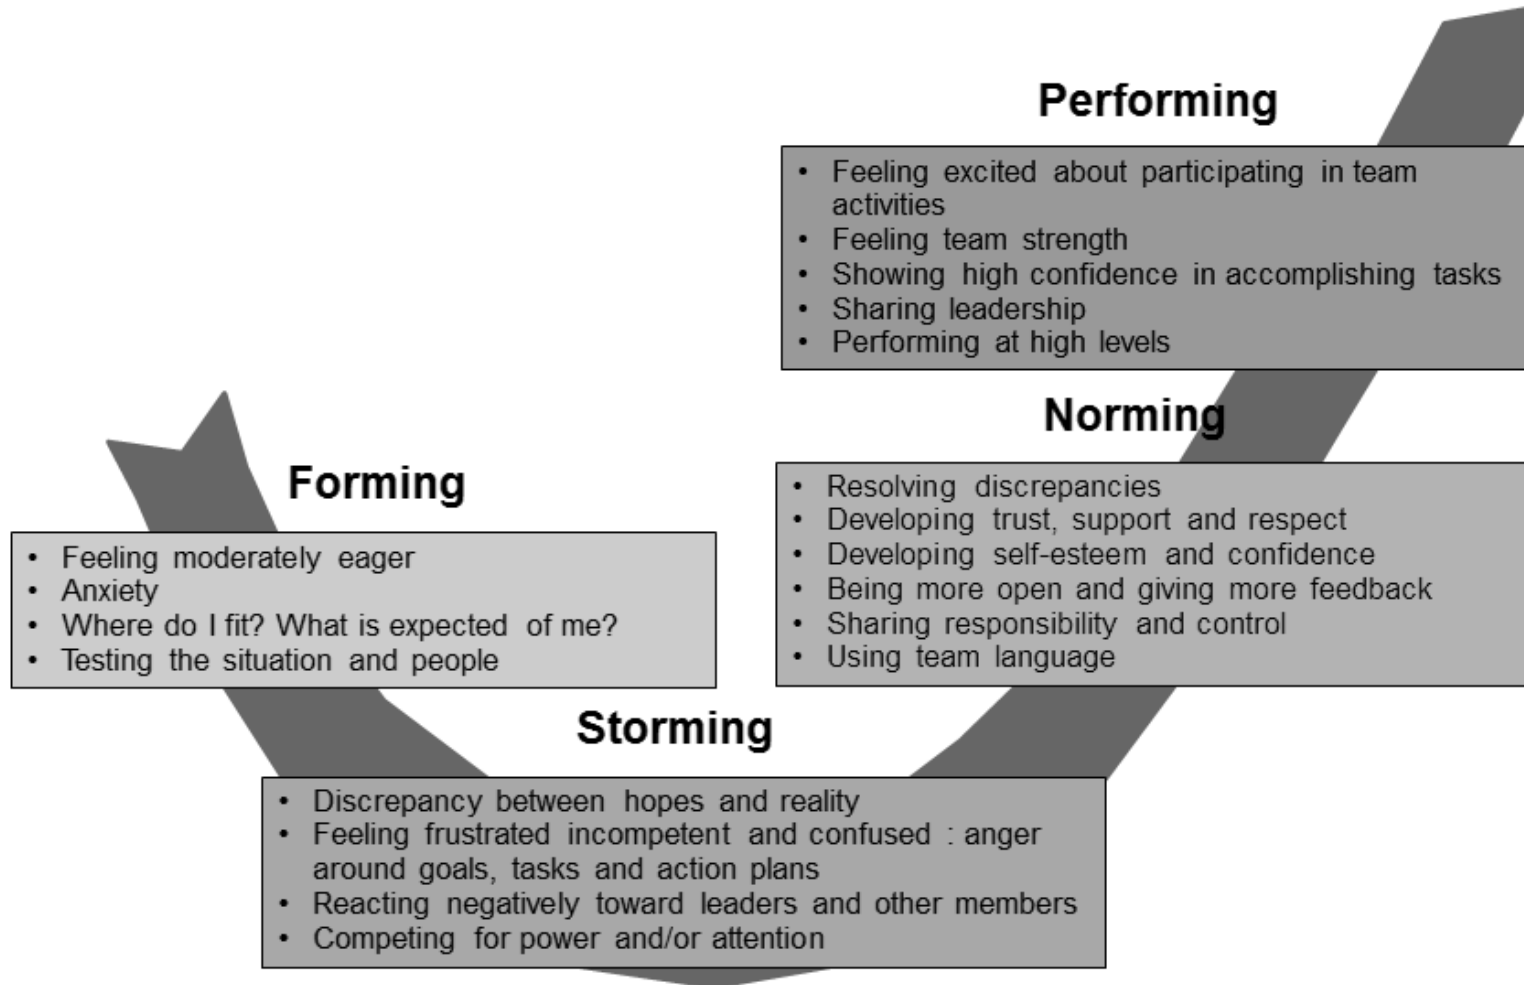 Forming
• Feeling moderately eager
• Anxiety
• Where do I fit? What is expected of me?
• Testing the situation and people
Storming
• Discrepancy between hopes and reality
• Feeling frustrated incompetent and confused : anger
around goals, tasks and action plans
• Reacting negatively toward leaders and other members
• Competing for power and/or attention
Norming
• Resolving discrepancies
• Developing trust, support and respect
• Developing self-esteem and confidence
• Being more open and giving more feedback
• Sharing responsibility and control
• Using team language
Performing
• Feeling excited about participating in team
activities
• Feeling team strength
• Showing high confidence in accomplishing tasks
• Sharing leadership
• Performing at high levels